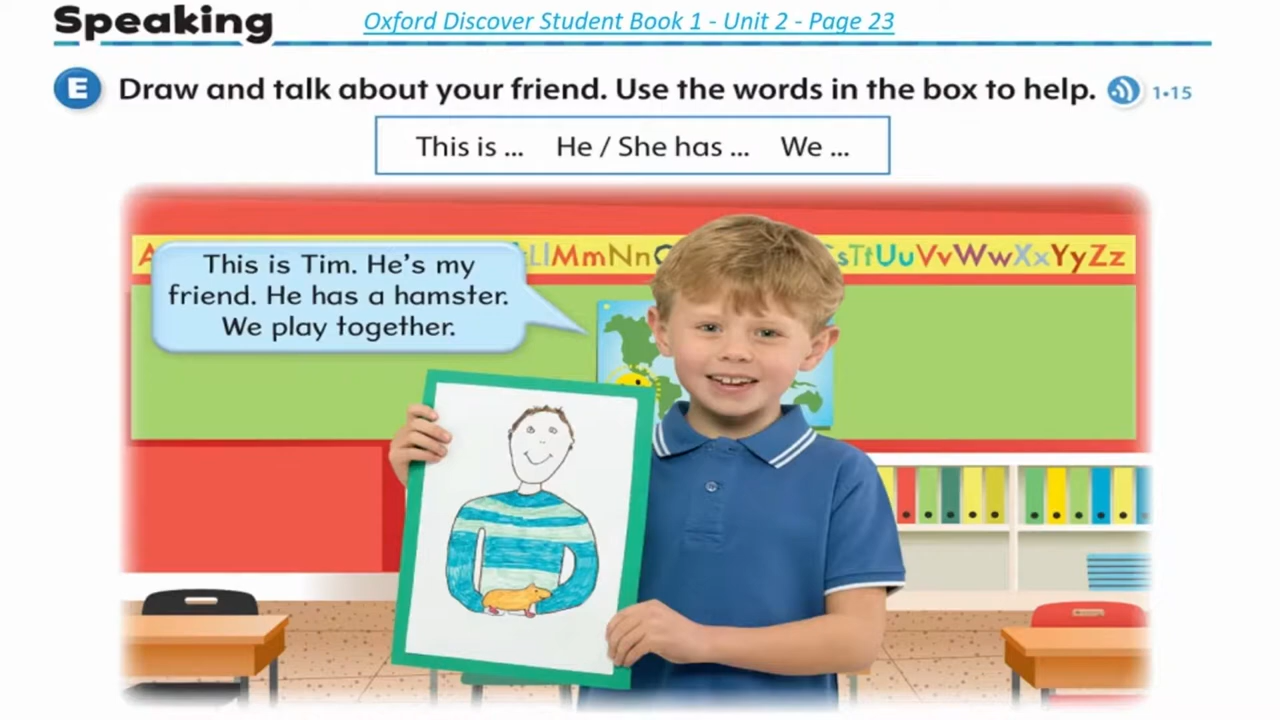 Speaking
Oxford Discover Student Book 1 - Unit 2 - Page 23
E Draw and talk about your friend. Use the words in the box to help. 1•15
This is ... He / She has ... We ...
A lLlMmNnO sTtUuVvWwXxYyZz
This is Tim. He's my
friend. He has a hamster.
We play together.